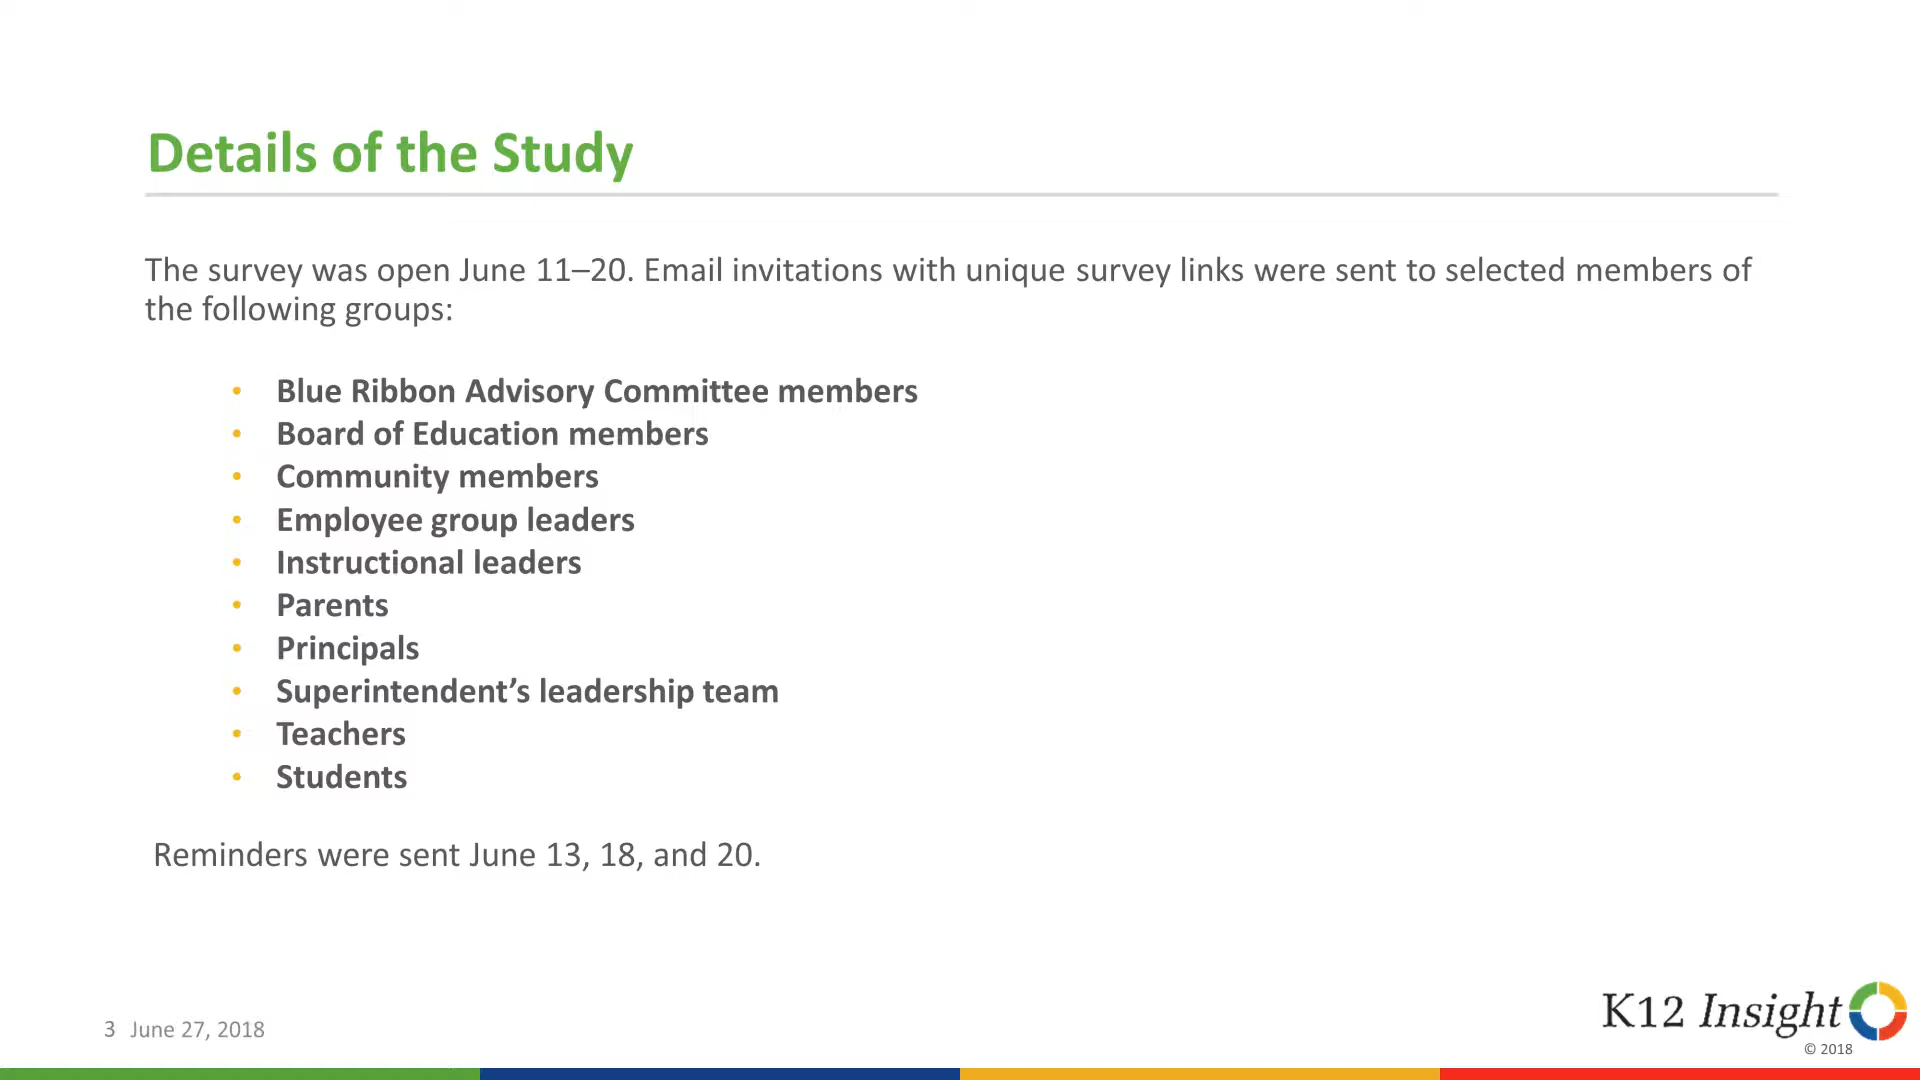 Details of the Study
The survey was open June 11–20. Email invitations with unique survey links were sent to selected members of
the following groups:
• Blue Ribbon Advisory Committee members
• Board of Education members
• Community members
• Employee group leaders
• Instructional leaders
• Parents
• Principals
• Superintendent’s leadership team
• Teachers
• Students
Reminders were sent June 13, 18, and 20.
3 June 27, 2018
K12 Insight
© 2018